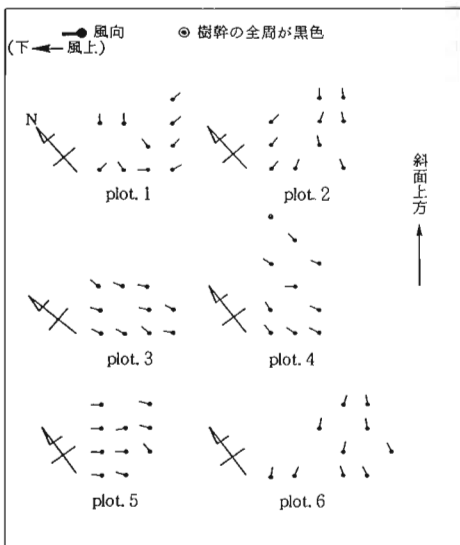 風向 樹幹の全周が黒色
(下 風上)
N
plot. 1
plot. 2
斜面上方
plot. 3
plot. 4
plot. 5
plot. 6